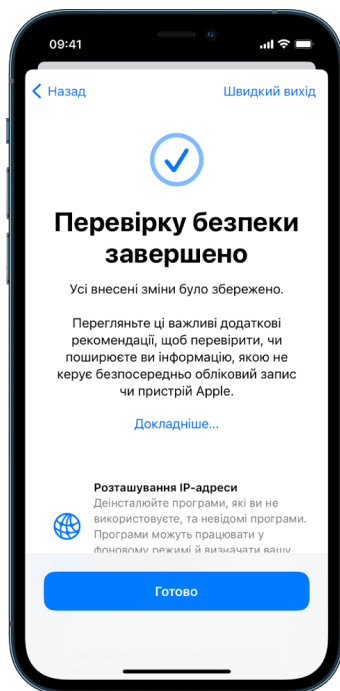 09:41
Назад
Швидкий вихід
Перевірку безпеки
завершено
Усі внесені зміни було збережено.
Перегляньте ці важливі додаткові
рекомендації, щоб перевірити, чи
поширюєте ви інформацію, якою не
керує безпосередньо обліковий запис
чи пристрій Apple.
Докладніше...
Розташування IP-адреси
Деінсталюйте програми, які ви не
використовуєте, та невідомі програми.
Програми можуть працювати у
фоновому режимі й визначати вашу
Готово